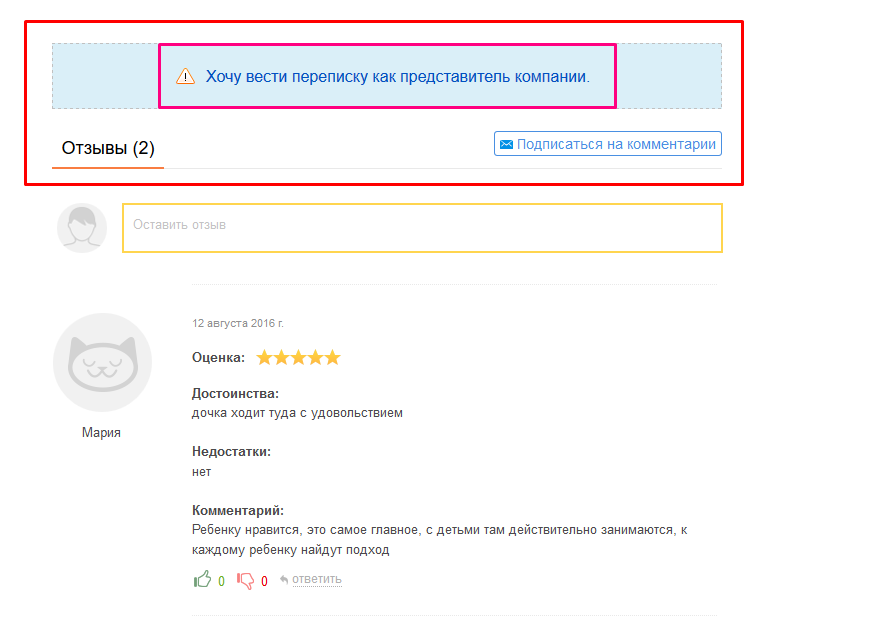 Хочу вести переписку как представитель компании.
Отзывы (2)
Подписаться на комментарии
Оставить отзыв
12 августа 2016 г.
Оценка:
Достоинства:
дочка ходит туда с удовольствием
Мария
Недостатки:
нет
Комментарий:
Ребенку нравится, это самое главное, с детьми там действительно занимаются, к
каждому ребенку найдут подход
0 0 ответить